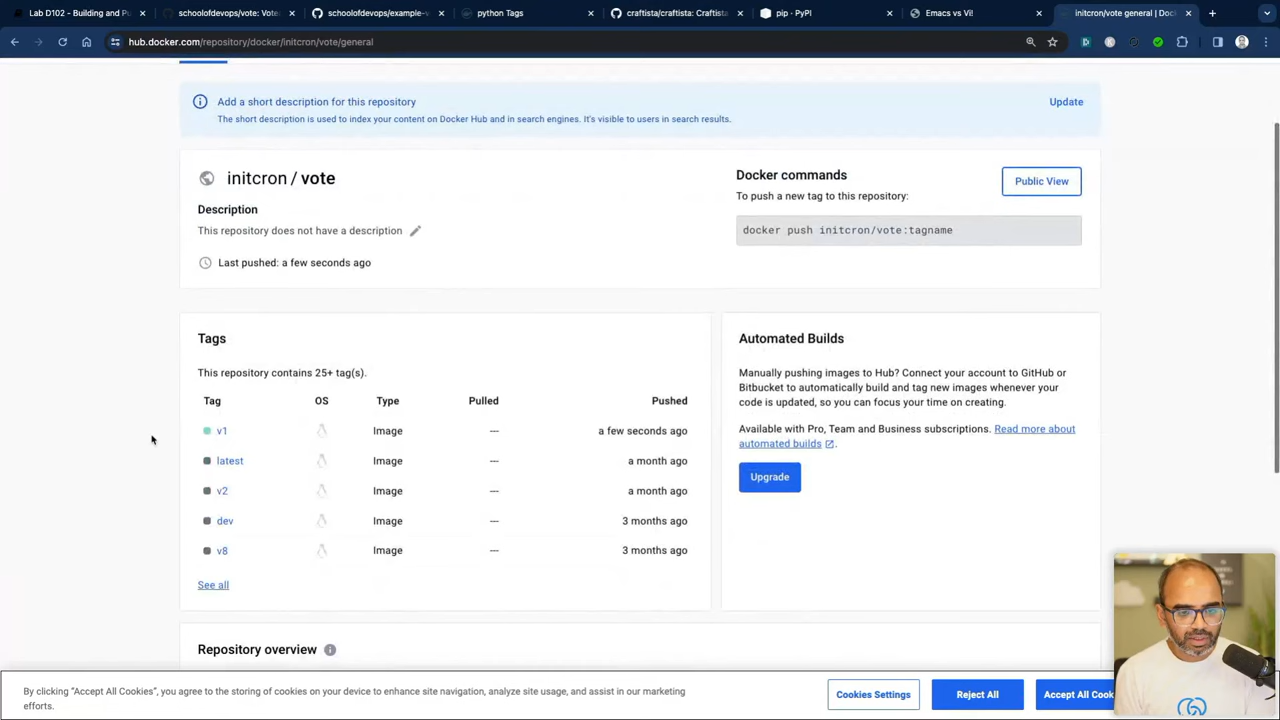 Lab D102 – Building and Pu
schoolofdevops/vote: Vote
schoolofdevops/example-v
python Tags
craftista/craftista: Craftista
pip · PyPI
Emacs vs Vi!
initcron/vote general | Dock
hub.docker.com/repository/docker/initcron/vote/general
Add a short description for this repository
Update
The short description is used to index your content on Docker Hub and in search engines. It's visible to users in search results.
initcron / vote
Description
This repository does not have a description
Last pushed: a few seconds ago
Docker commands
Public View
To push a new tag to this repository:
docker push initcron/vote:tagname
Tags
This repository contains 25+ tag(s).
Tag OS Type Pulled Pushed
v1 Image --- a few seconds ago
latest Image --- a month ago
v2 Image --- a month ago
dev Image --- 3 months ago
v8 Image --- 3 months ago
See all
Automated Builds
Manually pushing images to Hub? Connect your account to GitHub or
Bitbucket to automatically build and tag new images whenever your
code is updated, so you can focus your time on creating.
Available with Pro, Team and Business subscriptions. Read more about
automated builds .
Upgrade
Repository overview
By clicking "Accept All Cookies", you agree to the storing of cookies on your device to enhance site navigation, analyze site usage, and assist in our marketing
efforts.
Cookies Settings
Reject All
Accept All Cook